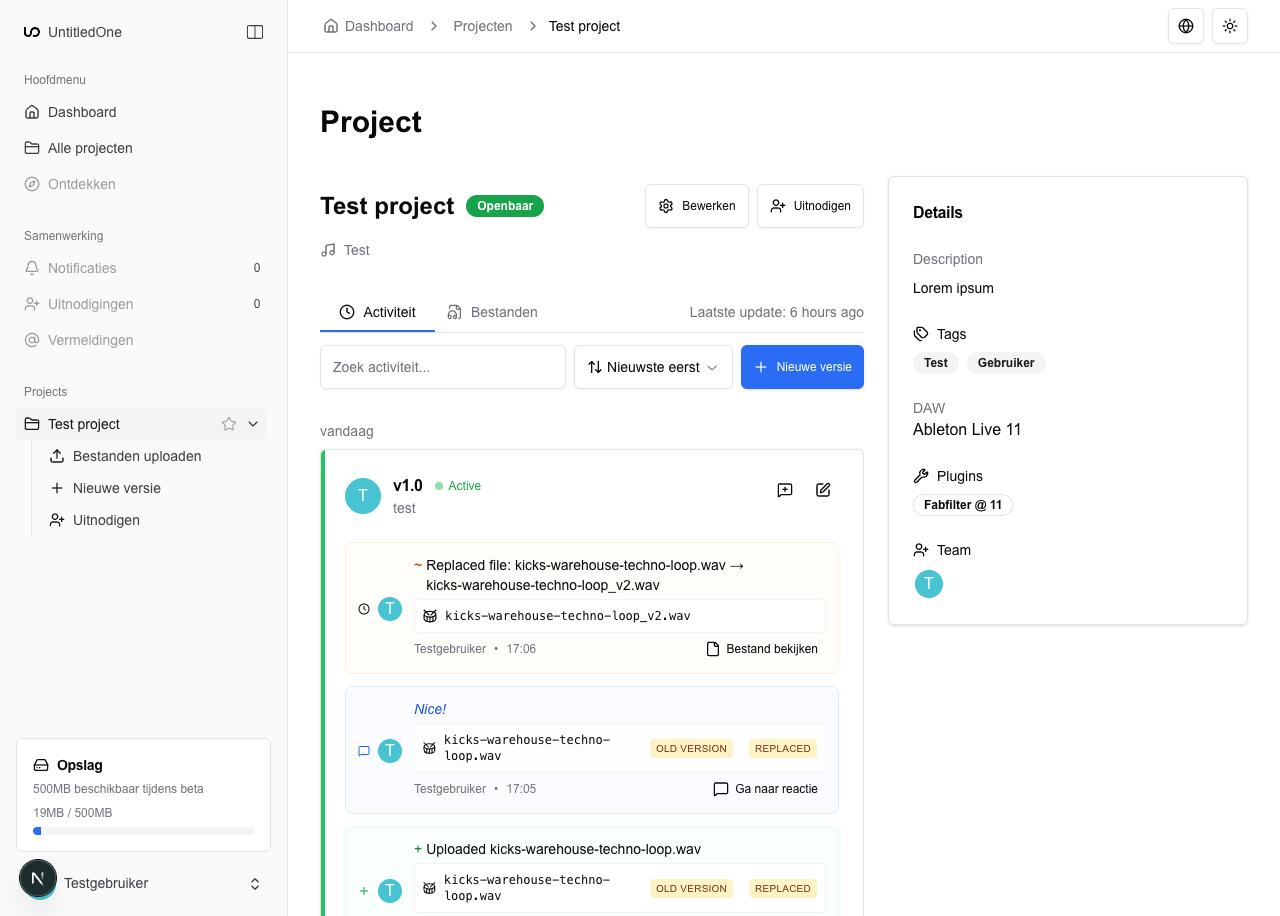 UntitledOne
Hoofdmenu
Dashboard
Alle projecten
Ontdekken
Samenwerking
Notificaties 0
Uitnodigingen 0
Vermeldingen
Projects
Test project
Bestanden uploaden
Nieuwe versie
Uitnodigen
Opslag
500MB beschikbaar tijdens beta
19MB / 500MB
N
Testgebruiker
Dashboard > Projecten > Test project
Project
Test project Openbaar
Bewerken
Uitnodigen
Test
Activiteit
Bestanden
Laatste update: 6 hours ago
Zoek activiteit...
Nieuwste eerst
Nieuwe versie
vandaag
T
v1.0 Active
test
~ Replaced file: kicks-warehouse-techno-loop.wav →
kicks-warehouse-techno-loop_v2.wav
T
kicks-warehouse-techno-loop_v2.wav
Testgebruiker • 17:06
Bestand bekijken
Nice!
T
kicks-warehouse-techno-
loop.wav
OLD VERSION
REPLACED
Testgebruiker • 17:05
Ga naar reactie
+ Uploaded kicks-warehouse-techno-loop.wav
+ T
kicks-warehouse-techno-
loop.wav
OLD VERSION
REPLACED
Details
Description
Lorem ipsum
Tags
Test
Gebruiker
DAW
Ableton Live 11
Plugins
Fabfilter @ 11
Team
T